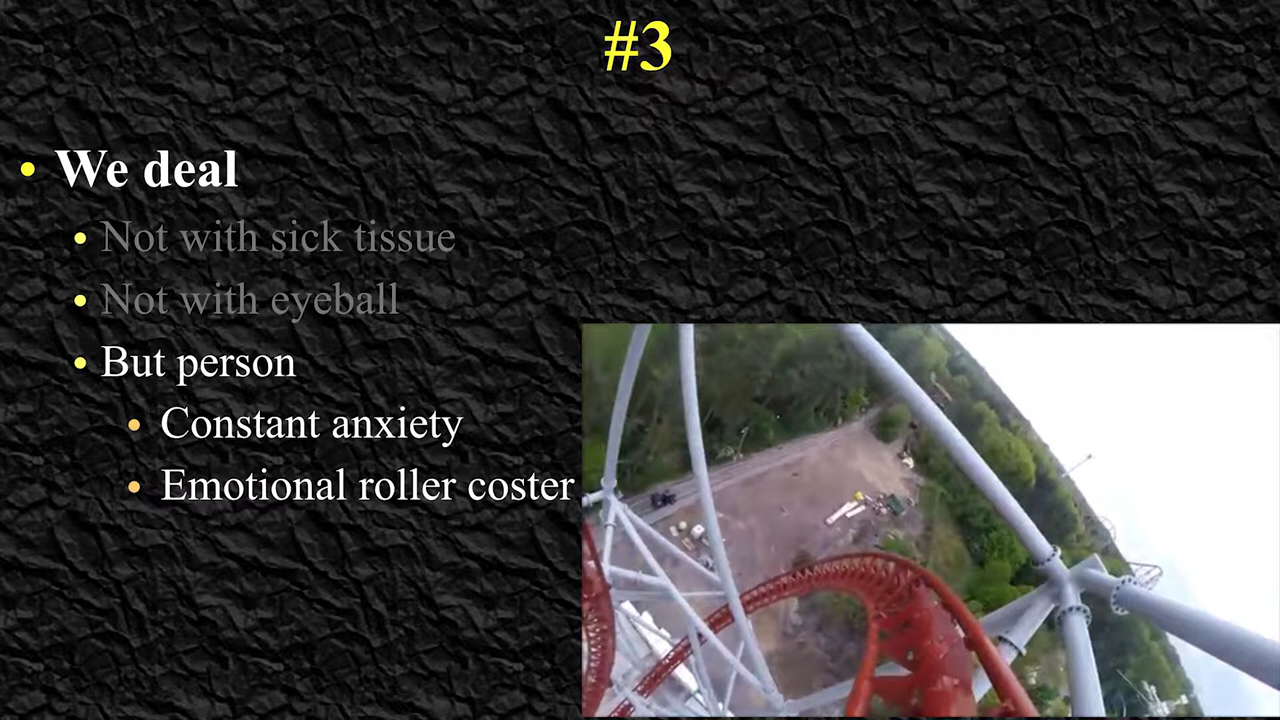 #3
• We deal
• Not with sick tissue
• Not with eyeball
• But person
• Constant anxiety
• Emotional roller coster